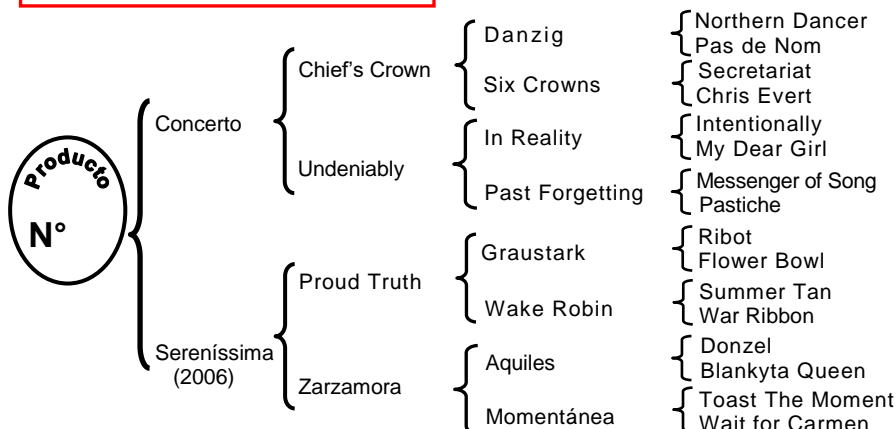 Producto
N°
Concerto
Sereníssima
(2006)
Chief's Crown
Undeniably
Proud Truth
Zarzamora
Danzig
Six Crowns
In Reality
Past Forgetting
Graustark
Wake Robin
Aquiles
Momentánea
Northern Dancer
Pas de Nom
Secretariat
Chris Evert
Intentionally
My Dear Girl
Messenger of Song
Pastiche
Ribot
Flower Bowl
Summer Tan
War Ribbon
Donzel
Blankyta Queen
Toast The Moment
Wait for Carmen